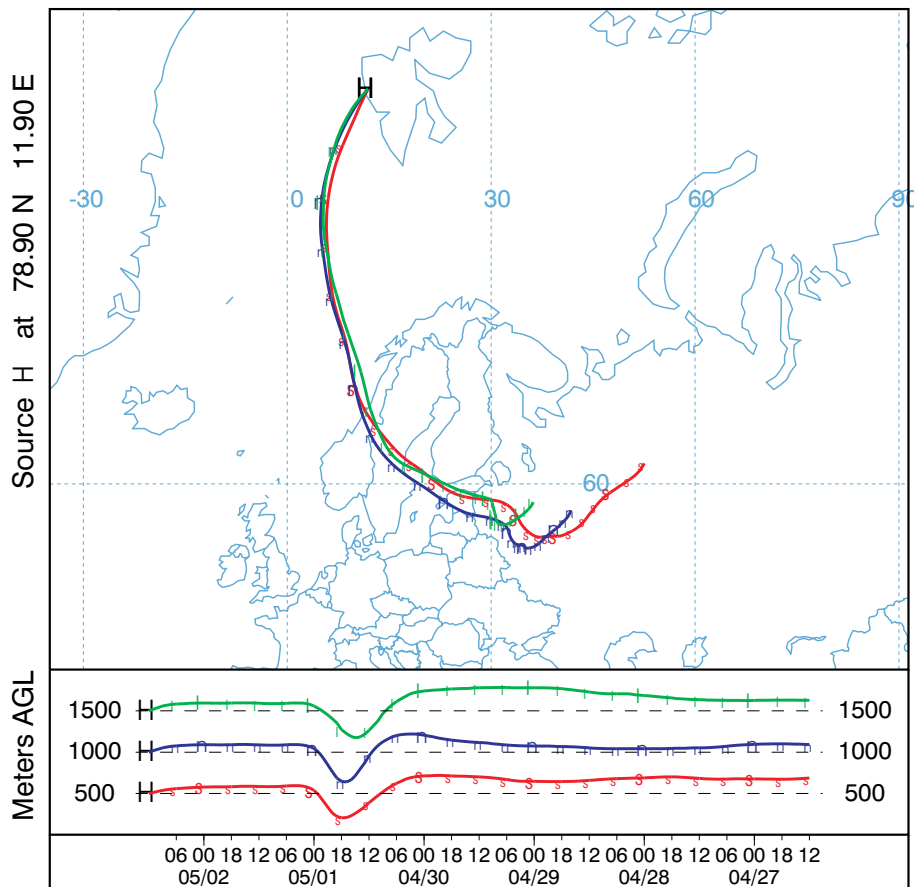 Source H at 78.90 N 11.90 E
H
-30 0 30 60 90
60
Meters AGL
1500 H 1500
1000 H 1000
500 H 500
06 00 18 12 06 00 18 12 06 00 18 12 06 00 18 12 06 00 18 12 06 00 18 12
05/02 05/01 04/30 04/29 04/28 04/27